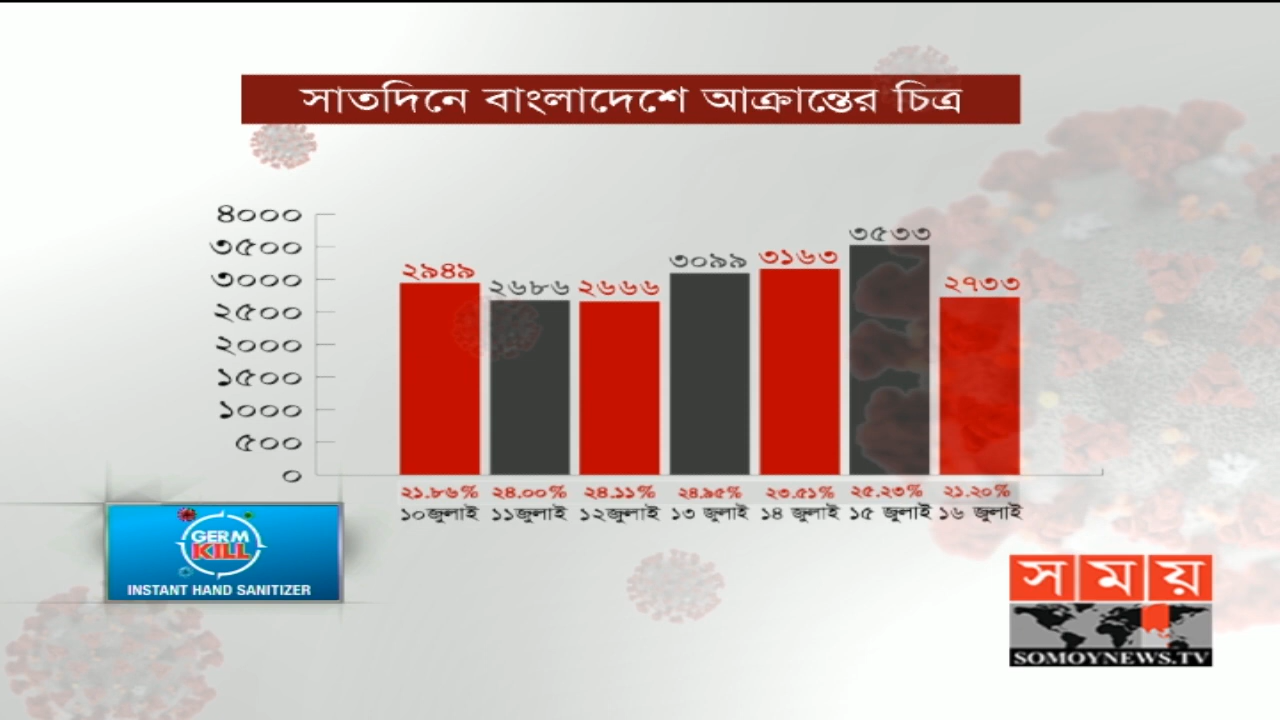 সাতদিনে বাংলাদেশে আক্রান্তের চিত্র
৪০০০
৩৫০০
৩০০০
২৫০০
২০০০
১৫০০
১০০০
৫০০
০
২৯৪৯ ২৬৮৬ ২৬৬৬ ৩০৯৯ ৩১৬৩ ৩৫৩৩ ২৭৩৩
২১.৮৬% ২৪.০০% ২৪.১১% ২৪.৯৫% ২৩.৫১% ২৫.২৩% ২১.২০%
১০জুলাই ১১জুলাই ১২জুলাই ১৩ জুলাই ১৪ জুলাই ১৫ জুলাই ১৬ জুলাই
GERM
KILL
INSTANT HAND SANITIZER
সময়
SOMOYNEWS.TV